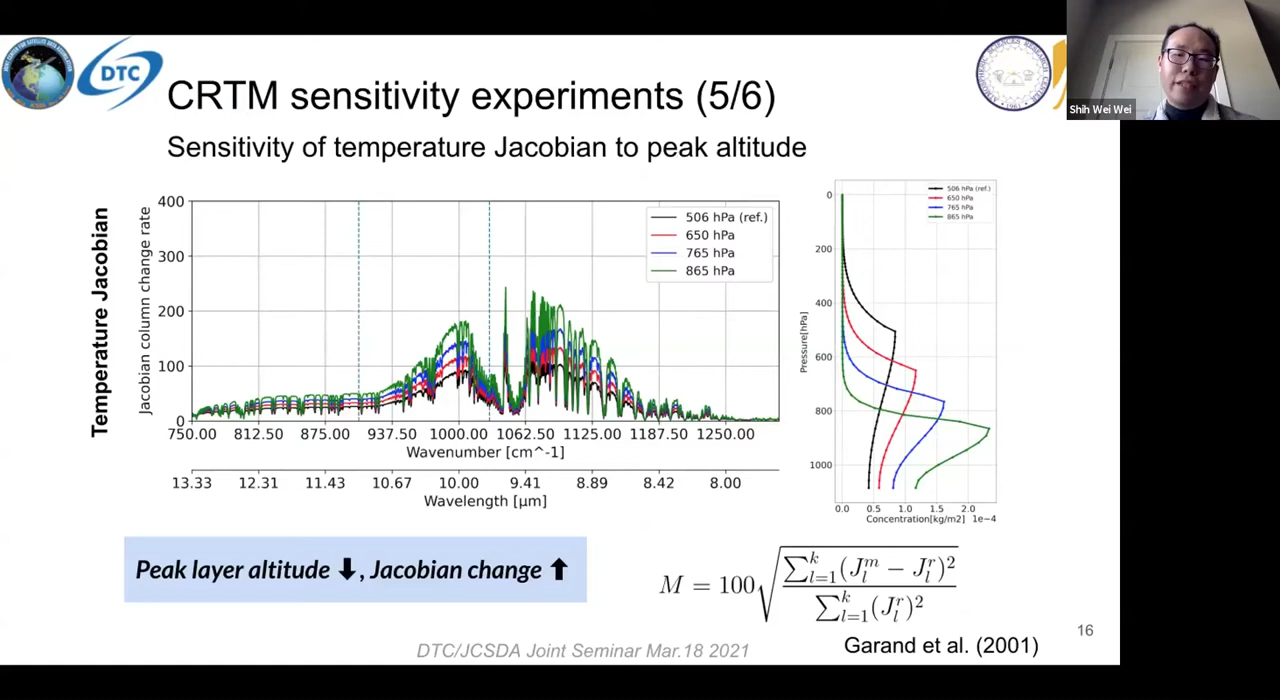 DTC
CRTM sensitivity experiments (5/6)
Shih Wei Wei
Sensitivity of temperature Jacobian to peak altitude
Temperature Jacobian
Jacobian column change rate
400
300
200
100
0
506 hPa (ref.)
650 hPa
765 hPa
865 hPa
750.00 812.50 875.00 937.50 1000.00 1062.50 1125.00 1187.50 1250.00
Wavenumber [cm^-1]
13.33 12.31 11.43 10.67 10.00 9.41 8.89 8.42 8.00
Wavelength [μm]
506 hPa (ref.)
650 hPa
765 hPa
865 hPa
Pressure[hPa]
0
200
400
600
800
1000
0.0 0.5 1.0 1.5 2.0
Concentration[kg/m2] 1e−4
Peak layer altitude ⬇, Jacobian change ⬆
M = 100√(∑ₗ₌₁ᵏ(Jₗᵐ − Jₗʳ)² / ∑ₗ₌₁ᵏ(Jₗʳ)²)
16
Garand et al. (2001)
DTC/JCSDA Joint Seminar Mar.18 2021